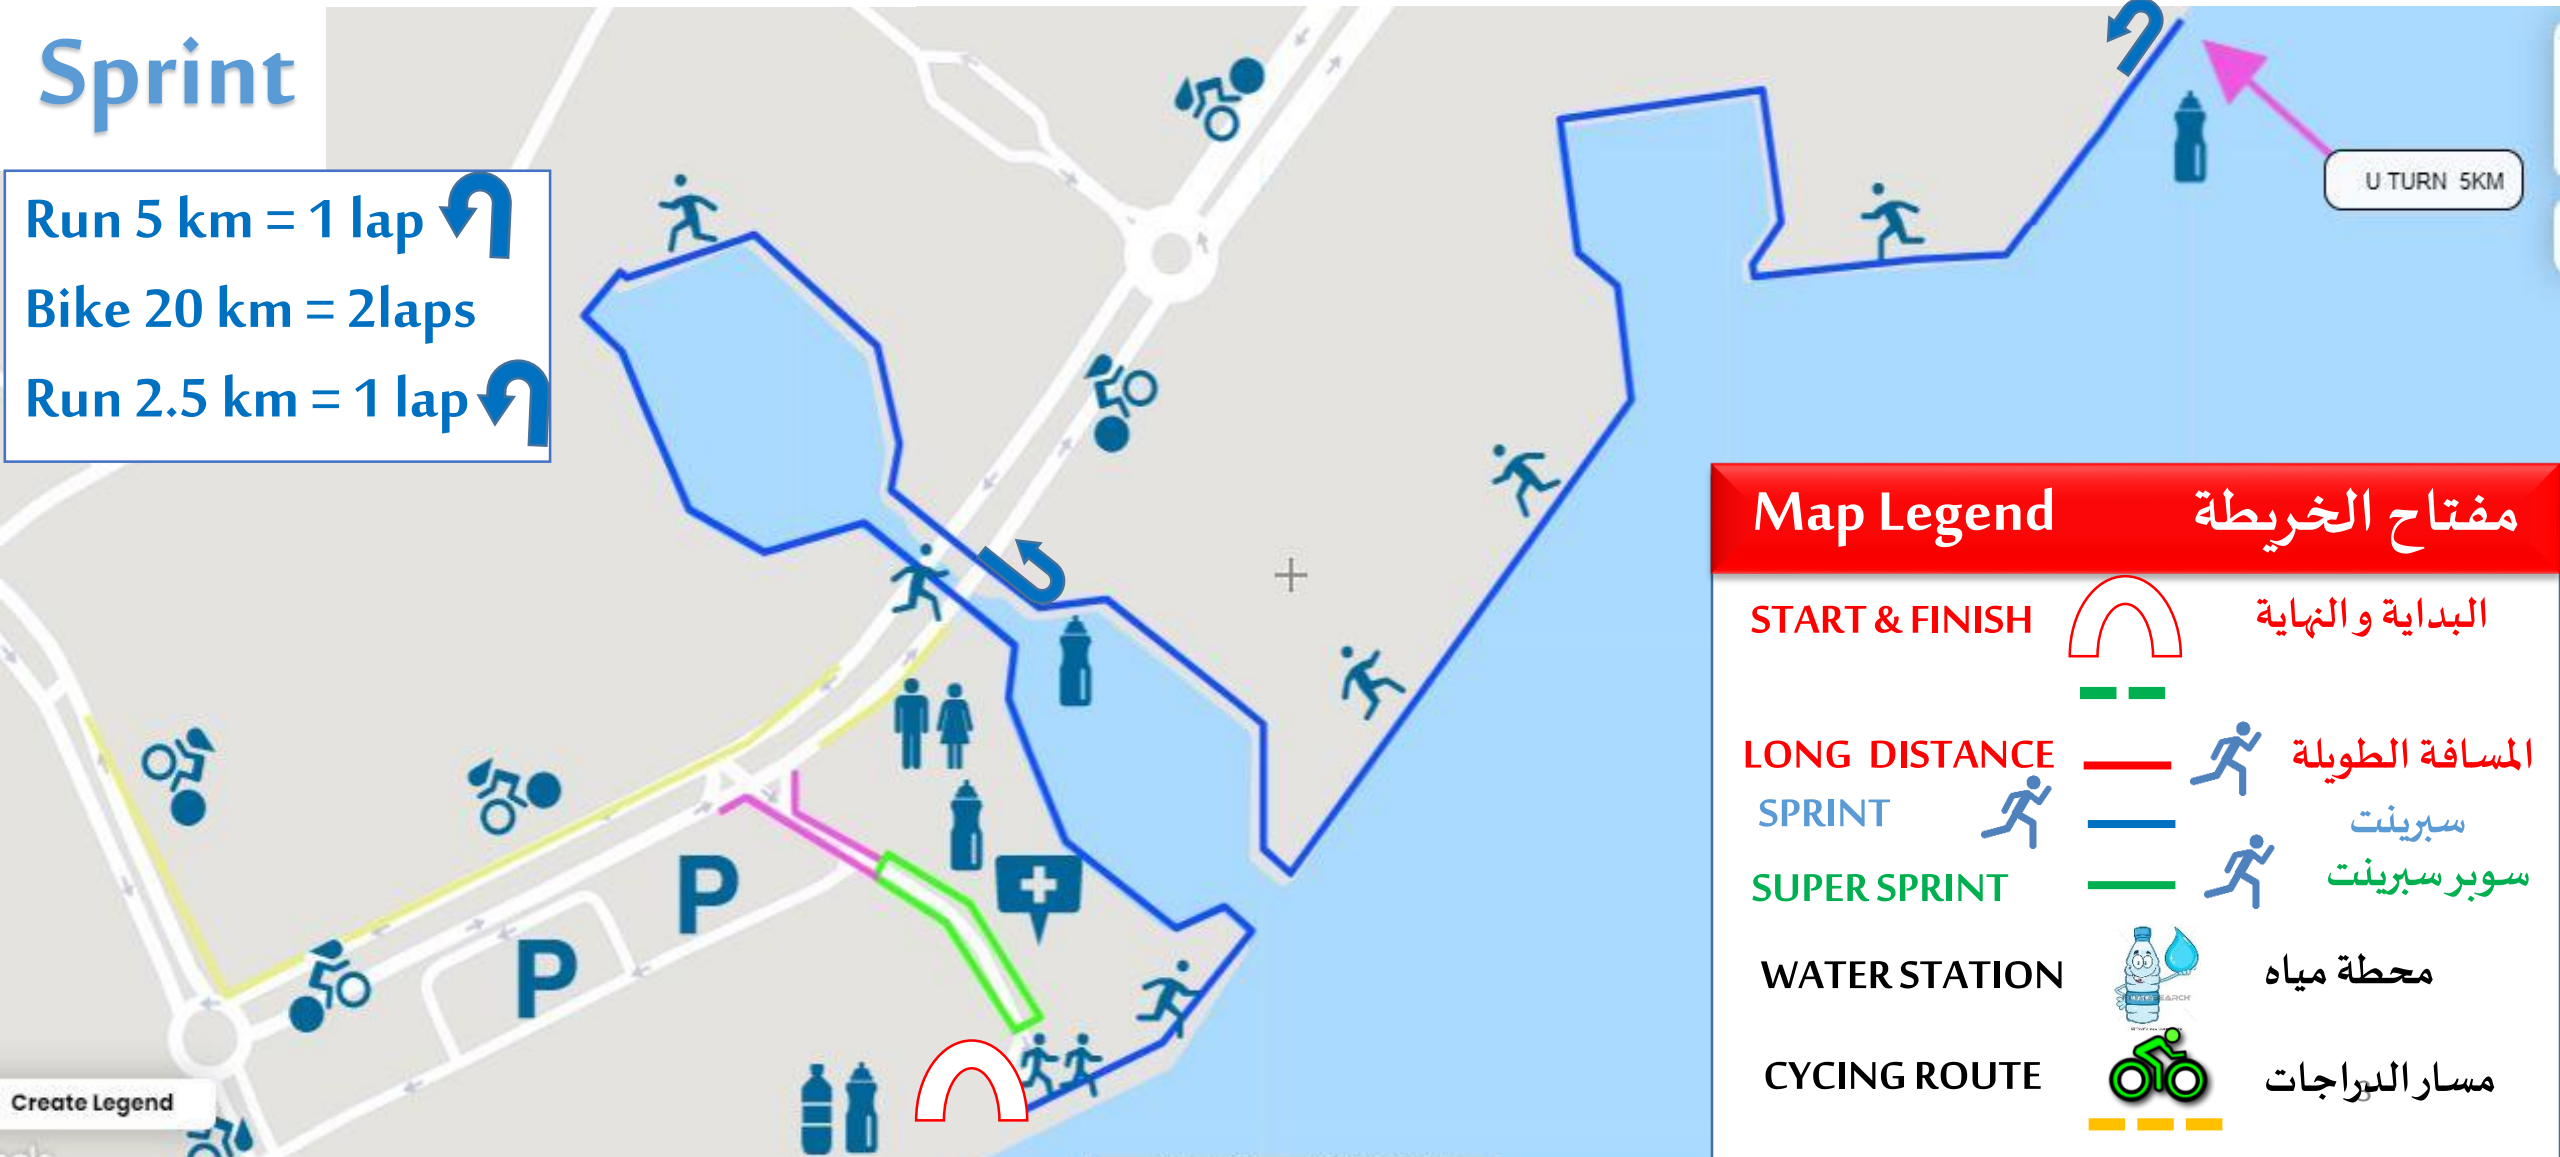 Sprint
Run 5 km = 1 lap
Bike 20 km = 2laps
Run 2.5 km = 1 lap
U TURN 5KM
P
P
Create Legend
Map Legend مفتاح الخريطة
START & FINISH البداية والنهاية
LONG DISTANCE المسافة الطويلة
SPRINT سبرينت
SUPER SPRINT سوبر سبرينت
WATER STATION محطة مياه
CYCING ROUTE مسار الدراجات